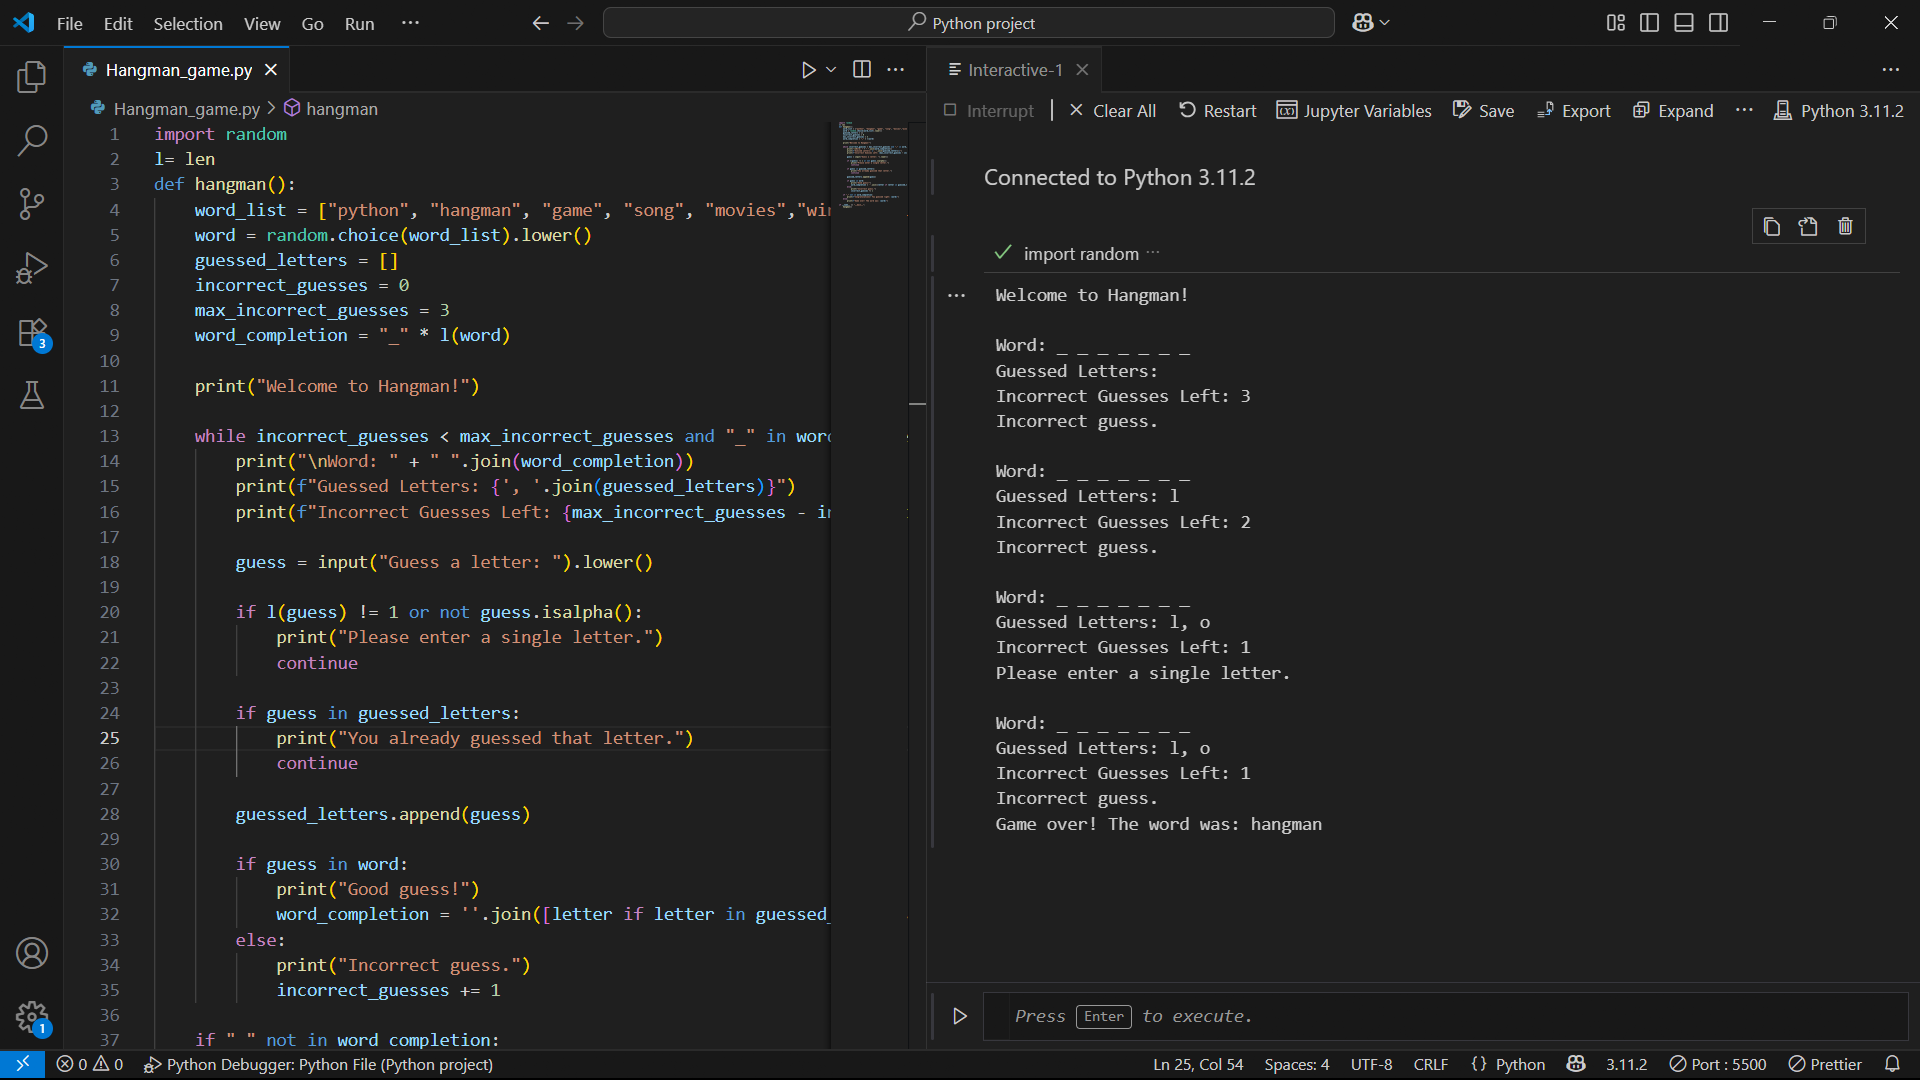 File Edit Selection View Go Run ···
Python project
Hangman_game.py
Hangman_game.py > hangman
1 import random
2 l= len
3 def hangman():
4     word_list = ["python", "hangman", "game", "song", "movies","wi
5     word = random.choice(word_list).lower()
6     guessed_letters = []
7     incorrect_guesses = 0
8     max_incorrect_guesses = 3
9     word_completion = "_" * l(word)
10
11     print("Welcome to Hangman!")
12
13     while incorrect_guesses < max_incorrect_guesses and "_" in wor
14         print("\nWord: " + " ".join(word_completion))
15         print(f"Guessed Letters: {', '.join(guessed_letters)}")
16         print(f"Incorrect Guesses Left: {max_incorrect_guesses - i
17
18         guess = input("Guess a letter: ").lower()
19
20         if l(guess) != 1 or not guess.isalpha():
21             print("Please enter a single letter.")
22             continue
23
24         if guess in guessed_letters:
25             print("You already guessed that letter.")
26             continue
27
28         guessed_letters.append(guess)
29
30         if guess in word:
31             print("Good guess!")
32             word_completion = ''.join([letter if letter in guessed_
33         else:
34             print("Incorrect guess.")
35             incorrect_guesses += 1
36
37     if "_" not in word_completion:
3
1
Interactive-1
Interrupt | Clear All Restart Jupyter Variables Save Export Expand ··· Python 3.11.2
Connected to Python 3.11.2
import random ···
Welcome to Hangman!
Word: _ _ _ _ _ _ _
Guessed Letters:
Incorrect Guesses Left: 3
Incorrect guess.
Word: _ _ _ _ _ _ _
Guessed Letters: l
Incorrect Guesses Left: 2
Incorrect guess.
Word: _ _ _ _ _ _ _
Guessed Letters: l, o
Incorrect Guesses Left: 1
Please enter a single letter.
Word: _ _ _ _ _ _ _
Guessed Letters: l, o
Incorrect Guesses Left: 1
Incorrect guess.
Game over! The word was: hangman
Press Enter to execute.
0 0 Python Debugger: Python File (Python project) Ln 25, Col 54 Spaces: 4 UTF-8 CRLF {} Python 3.11.2 Port : 5500 Prettier